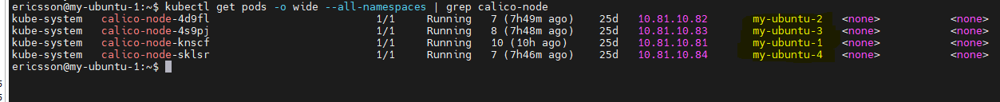 ericsson@my-ubuntu-1:~$ kubectl get pods -o wide --all-namespaces | grep calico-node
kube-system calico-node-4d9fl 1/1 Running 7 (7h49m ago) 25d 10.81.10.82 my-ubuntu-2 <none> <none>
kube-system calico-node-4s9pj 1/1 Running 8 (7h48m ago) 25d 10.81.10.83 my-ubuntu-3 <none> <none>
kube-system calico-node-knscf 1/1 Running 10 (10h ago) 25d 10.81.10.81 my-ubuntu-1 <none> <none>
kube-system calico-node-sklsr 1/1 Running 7 (7h46m ago) 25d 10.81.10.84 my-ubuntu-4 <none> <none>
ericsson@my-ubuntu-1:~$